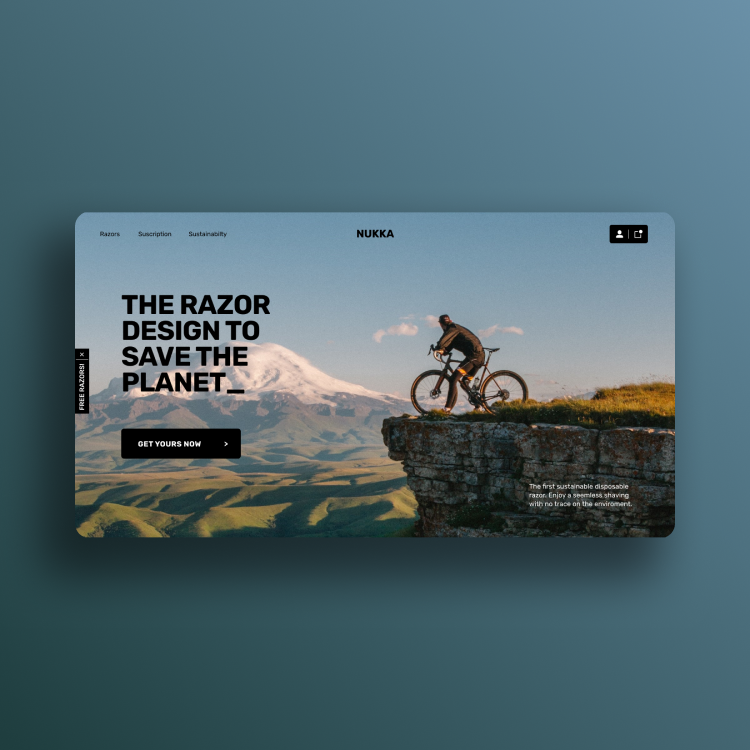 Razors
Suscription
Sustainability
NUKKA
THE RAZOR
DESIGN TO
SAVE THE
PLANET_
FREE RAZORS! ×
GET YOURS NOW >
The first sustainable disposable
razor. Enjoy a seemless shaving
with no trace on the enviroment.